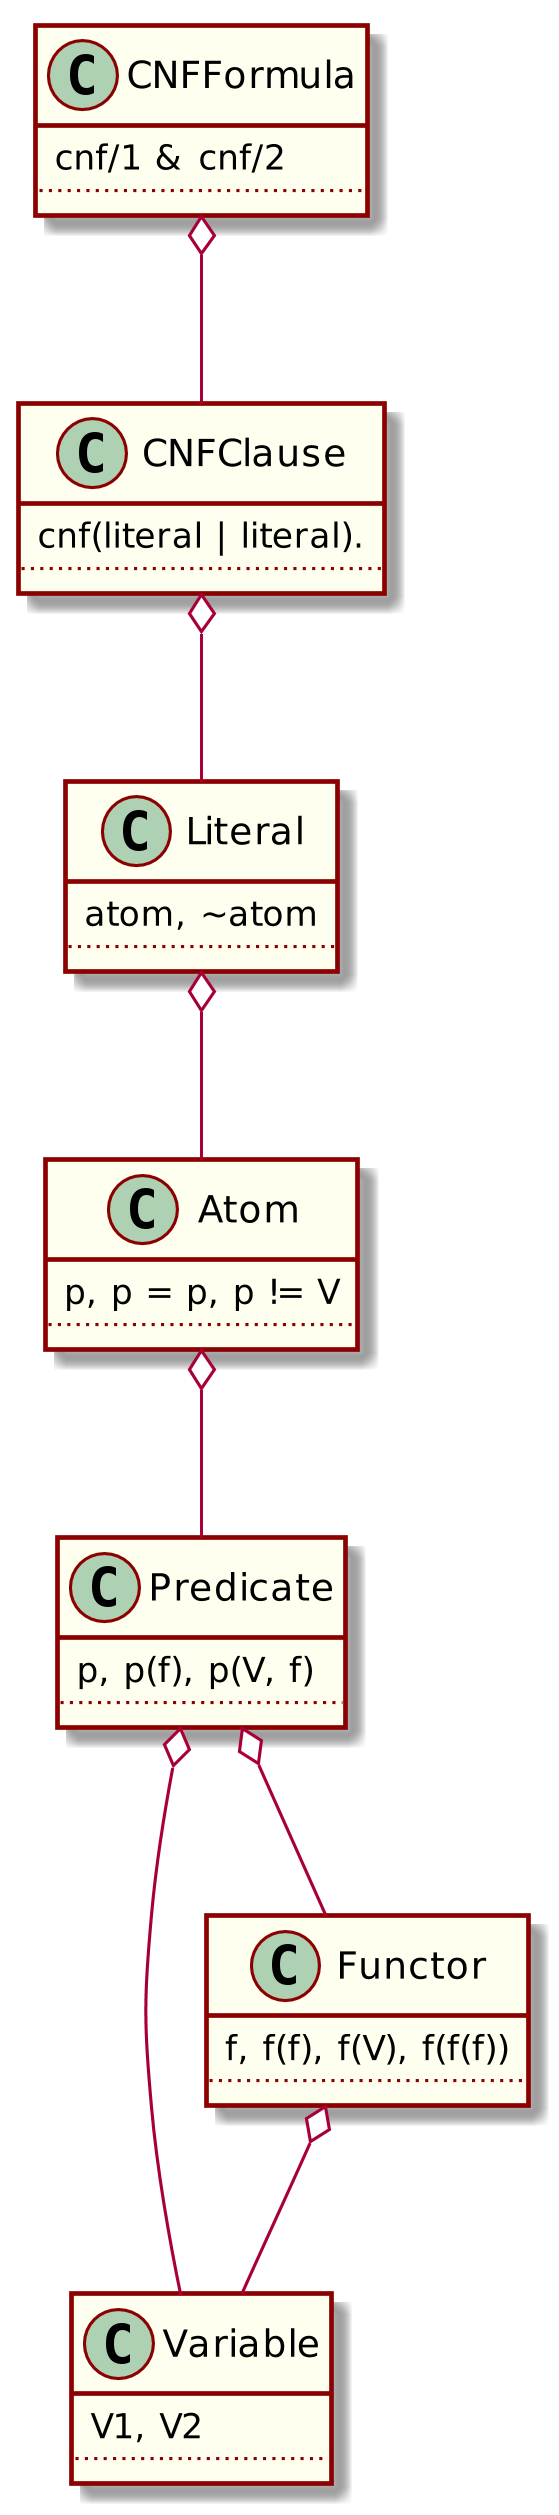 C CNFFormula
cnf/1 & cnf/2
C CNFClause
cnf(literal | literal).
C Literal
atom, ~atom
C Atom
p, p = p, p != V
C Predicate
p, p(f), p(V, f)
C Functor
f, f(f), f(V), f(f(f))
C Variable
V1, V2